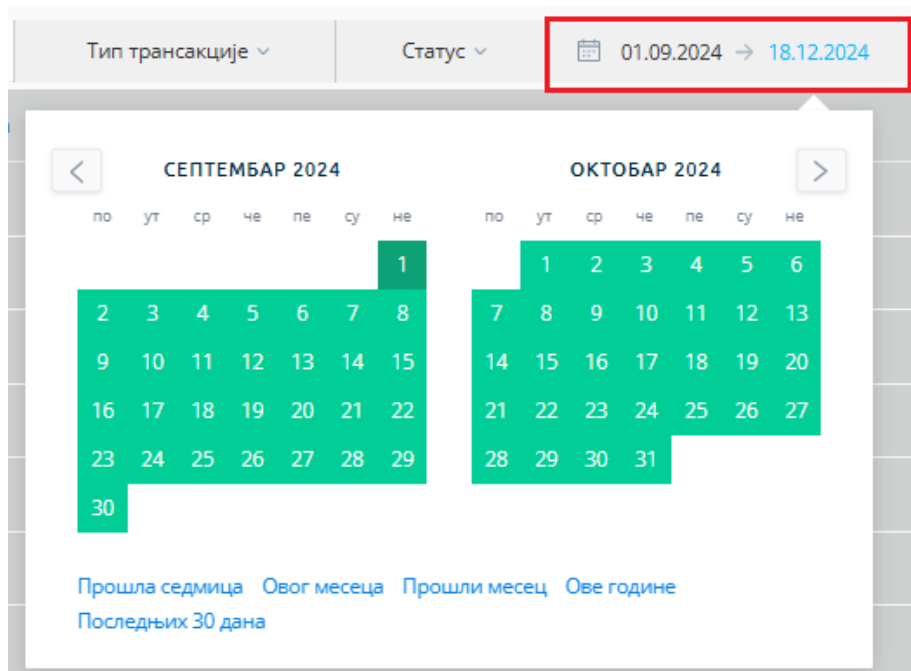 Тип трансакције
Статус
01.09.2024 → 18.12.2024
СЕПТЕМБАР 2024
по ут ср че пе су не
1
2 3 4 5 6 7 8
9 10 11 12 13 14 15
16 17 18 19 20 21 22
23 24 25 26 27 28 29
30
ОКТОБАР 2024
по ут ср че пе су не
1 2 3 4 5 6
7 8 9 10 11 12 13
14 15 16 17 18 19 20
21 22 23 24 25 26 27
28 29 30 31
Прошла седмица Овог месеца Прошли месец Ове године
Последњих 30 дана